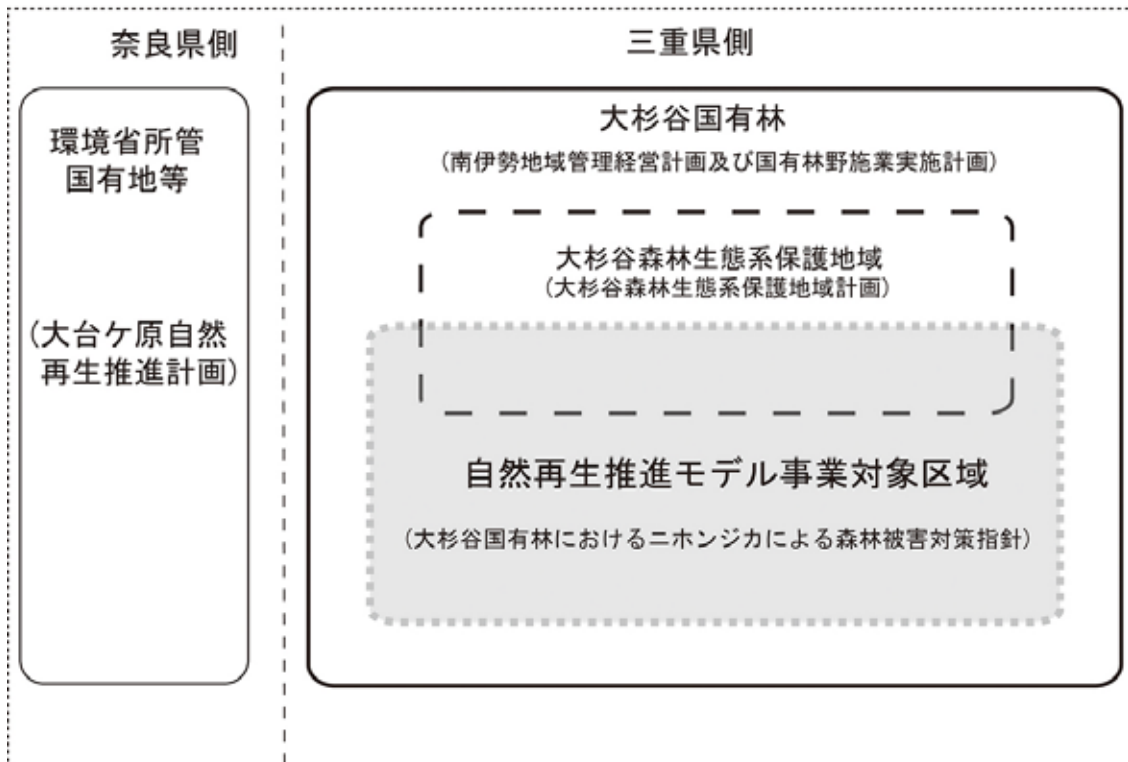 奈良県側
三重県側
環境省所管
国有地等
(大台ケ原自然
再生推進計画)
大杉谷国有林
(南伊勢地域管理経営計画及び国有林野施業実施計画)
大杉谷森林生態系保護地域
(大杉谷森林生態系保護地域計画)
自然再生推進モデル事業対象区域
(大杉谷国有林におけるニホンジカによる森林被害対策指針)